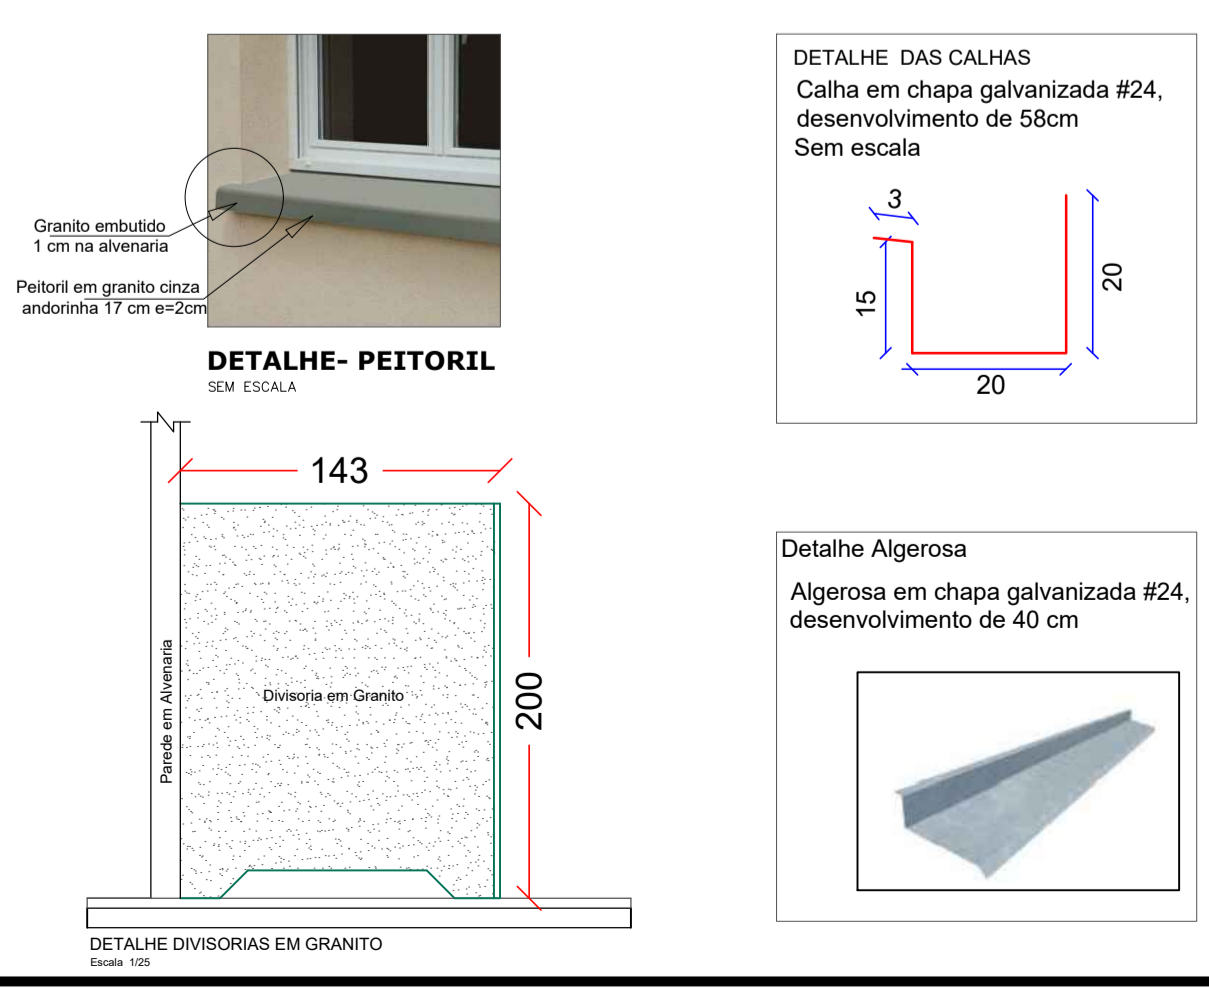 Granito embutido
1 cm na alvenaria
Peitoril em granito cinza
andorinha 17 cm e=2cm
DETALHE- PEITORIL
SEM ESCALA
143
200
Parede em Alvenaria
Divisoria em Granito
DETALHE DIVISORIAS EM GRANITO
Escala 1/25
DETALHE DAS CALHAS
Calha em chapa galvanizada #24,
desenvolvimento de 58cm
Sem escala
3
15
20
20
Detalhe Algerosa
Algerosa em chapa galvanizada #24,
desenvolvimento de 40 cm